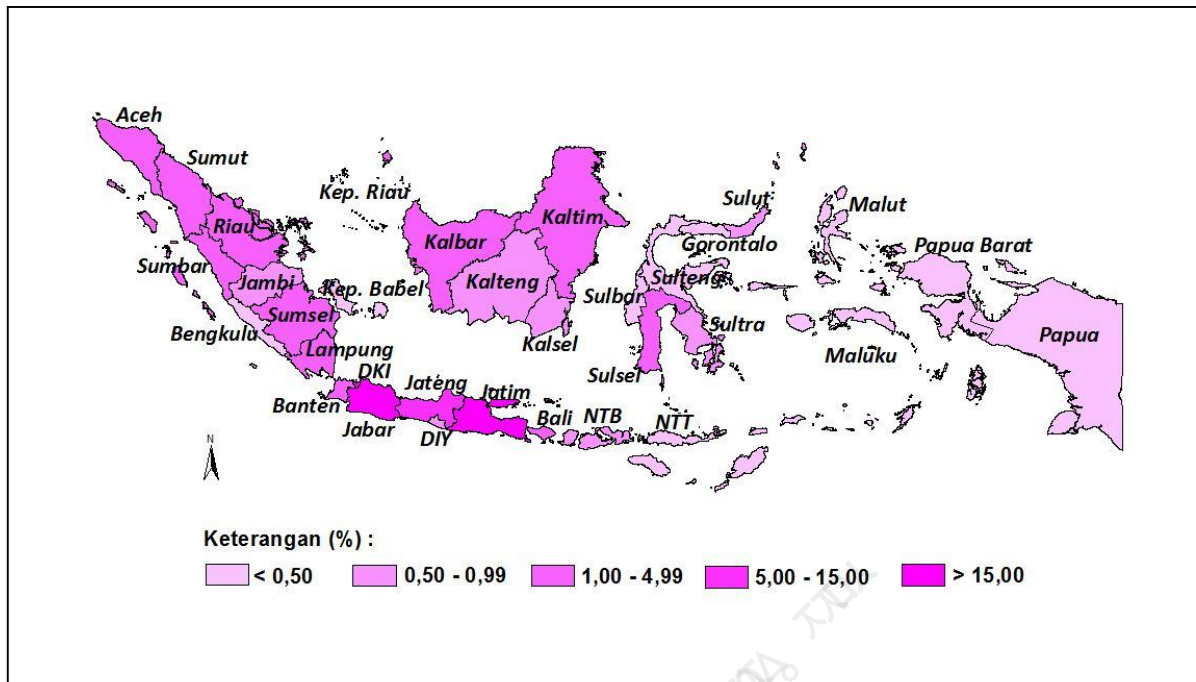 Aceh
Sumut
Kep. Riau
Riau
Kalbar
Kaltim
Sulut
Malut
Gorontalo
Papua Barat
Sumbar
Jambi
Kep. Babel
Kalteng
Sulbar
Sulteng
Sumsel
Bengkulu
Kalsel
Sultra
Papua
Lampung
Maluku
DKI
Sulsel
Jateng
Jatim
Banten
Bali
NTB
NTT
Jabar
DIY
N
Keterangan (%) :
< 0,50 0,50 - 0,99 1,00 - 4,99 5,00 - 15,00 > 15,00